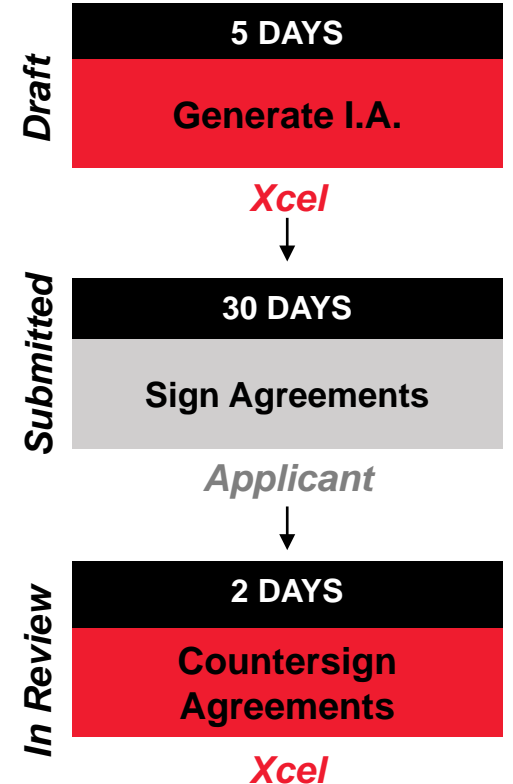 Draft
5 DAYS
Generate I.A.
Xcel
Submitted
30 DAYS
Sign Agreements
Applicant
In Review
2 DAYS
Countersign
Agreements
Xcel